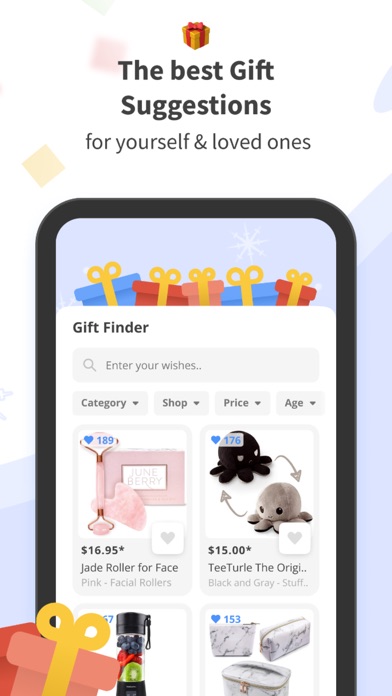 The best Gift
Suggestions
for yourself & loved ones
Gift Finder
Enter your wishes..
Category
Shop
Price
Age
189
176
JUNE
BERRY
$16.95*
$15.00*
Jade Roller for Face
TeeTurle The Origi..
Pink - Facial Rollers
Black and Gray - Stuff..
153